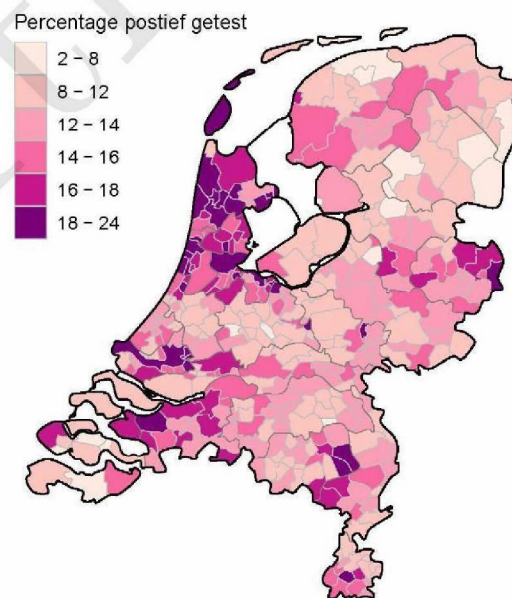 Percentage postief getest
2 – 8
8 – 12
12 – 14
14 – 16
16 – 18
18 – 24